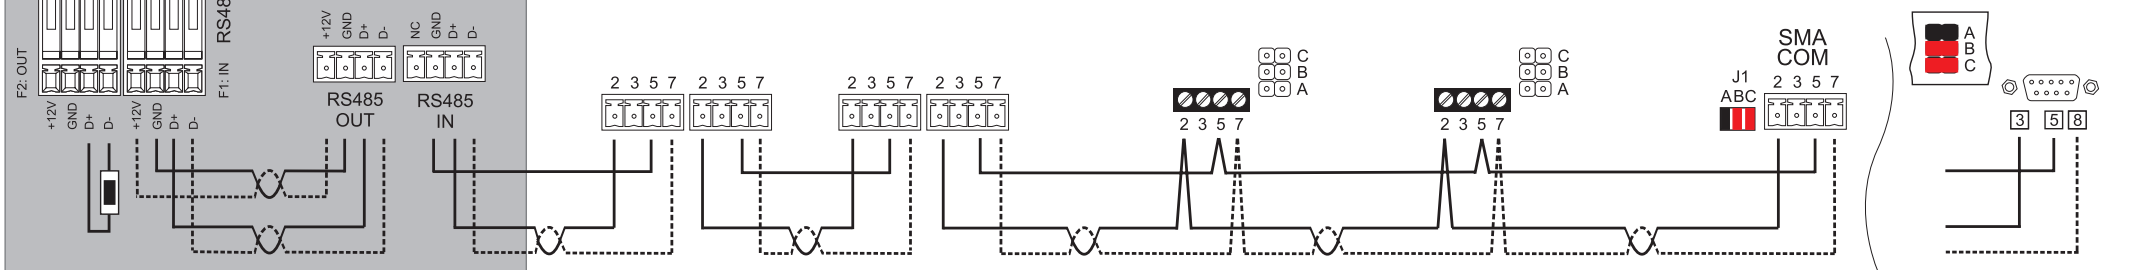 RS48
F2: OUT
F1: IN
+12V GND D+ D- +12V GND D+ D-
+12V GND D+ D-
NC GND D+ D-
RS485
OUT
RS485
IN
2 3 5 7
2 3 5 7
2 3 5 7
2 3 5 7
C
B
A
2 3 5 7
C
B
A
2 3 5 7
SMA
COM
J1
ABC
2 3 5 7
A
B
C
3 5 8